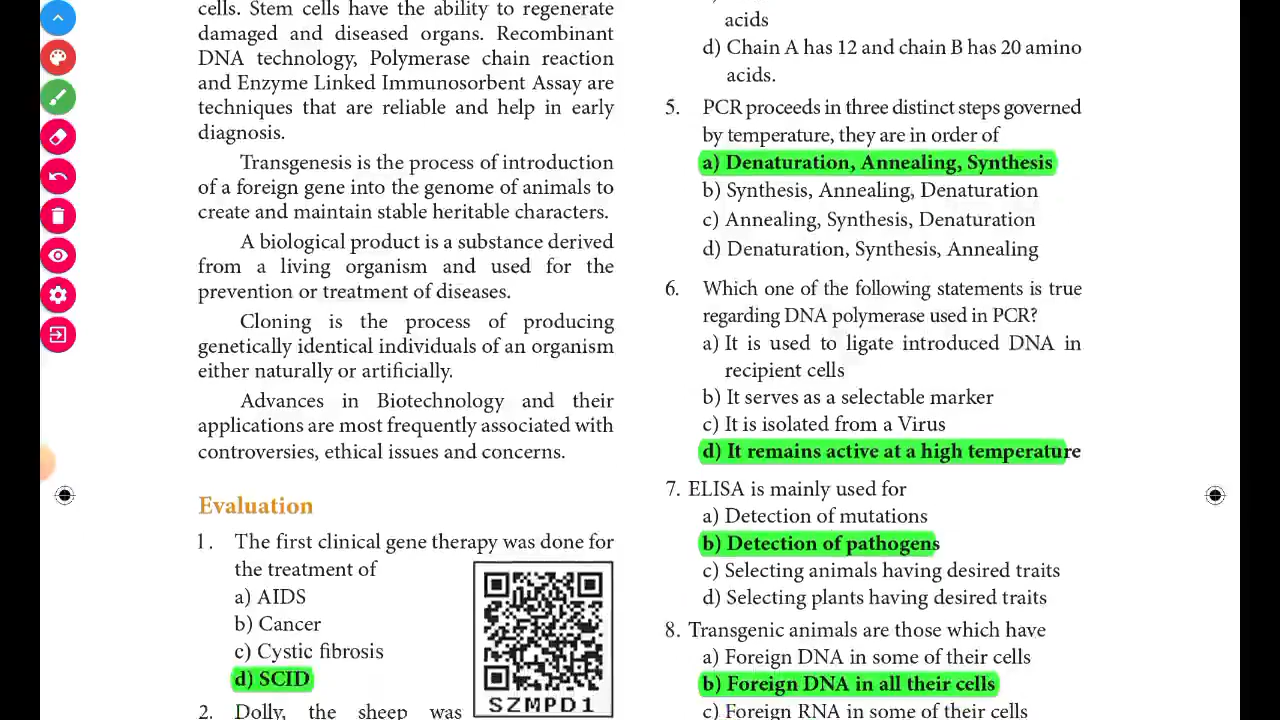 cells. Stem cells have the ability to regenerate
damaged and diseased organs. Recombinant
DNA technology, Polymerase chain reaction
and Enzyme Linked Immunosorbent Assay are
techniques that are reliable and help in early
diagnosis.
Transgenesis is the process of introduction
of a foreign gene into the genome of animals to
create and maintain stable heritable characters.
A biological product is a substance derived
from a living organism and used for the
prevention or treatment of diseases.
Cloning is the process of producing
genetically identical individuals of an organism
either naturally or artificially.
Advances in Biotechnology and their
applications are most frequently associated with
controversies, ethical issues and concerns.
Evaluation
1. The first clinical gene therapy was done for
the treatment of
a) AIDS
b) Cancer
c) Cystic fibrosis
d) SCID
SZMPD1
2. Dolly, the sheep was
acids
d) Chain A has 12 and chain B has 20 amino
acids.
5. PCR proceeds in three distinct steps governed
by temperature, they are in order of
a) Denaturation, Annealing, Synthesis
b) Synthesis, Annealing, Denaturation
c) Annealing, Synthesis, Denaturation
d) Denaturation, Synthesis, Annealing
6. Which one of the following statements is true
regarding DNA polymerase used in PCR?
a) It is used to ligate introduced DNA in
recipient cells
b) It serves as a selectable marker
c) It is isolated from a Virus
d) It remains active at a high temperature
7. ELISA is mainly used for
a) Detection of mutations
b) Detection of pathogens
c) Selecting animals having desired traits
d) Selecting plants having desired traits
8. Transgenic animals are those which have
a) Foreign DNA in some of their cells
b) Foreign DNA in all their cells
c) Foreign RNA in some of their cells